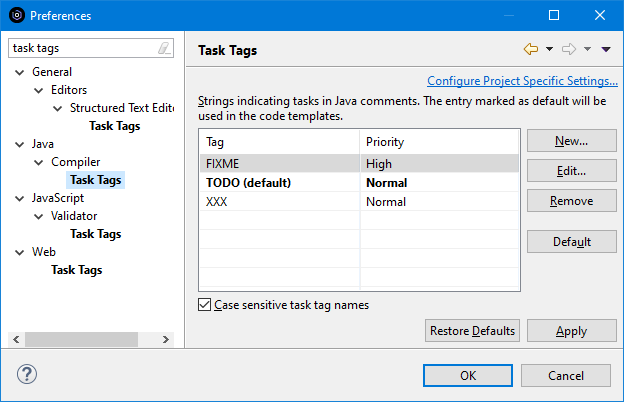 Preferences
task tags
General
Editors
Structured Text Edito
Task Tags
Java
Compiler
Task Tags
JavaScript
Validator
Task Tags
Web
Task Tags
Task Tags
Configure Project Specific Settings...
Strings indicating tasks in Java comments. The entry marked as default will be
used in the code templates.
Tag Priority
FIXME High
TODO (default) Normal
XXX Normal
New...
Edit...
Remove
Default
Case sensitive task tag names
Restore Defaults Apply
OK Cancel